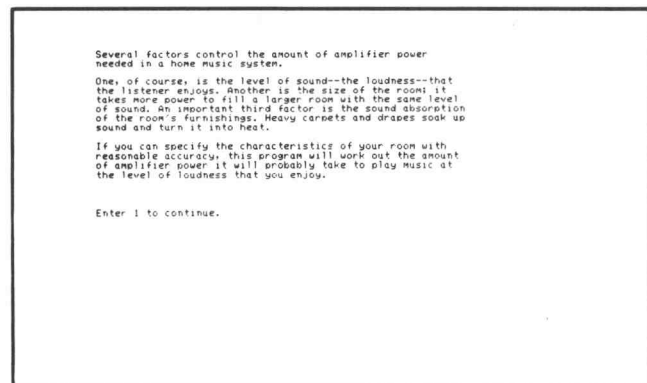 Several factors control the amount of amplifier power
needed in a home music system.
One, of course, is the level of sound--the loudness--that
the listener enjoys. Another is the size of the room; it
takes more power to fill a larger room with the same level
of sound. An important third factor is the sound absorption
of the room's furnishings. Heavy carpets and drapes soak up
sound and turn it into heat.
If you can specify the characteristics of your room with
reasonable accuracy, this program will work out the amount
of amplifier power it will probably take to play music at
the level of loudness that you enjoy.
Enter 1 to continue.